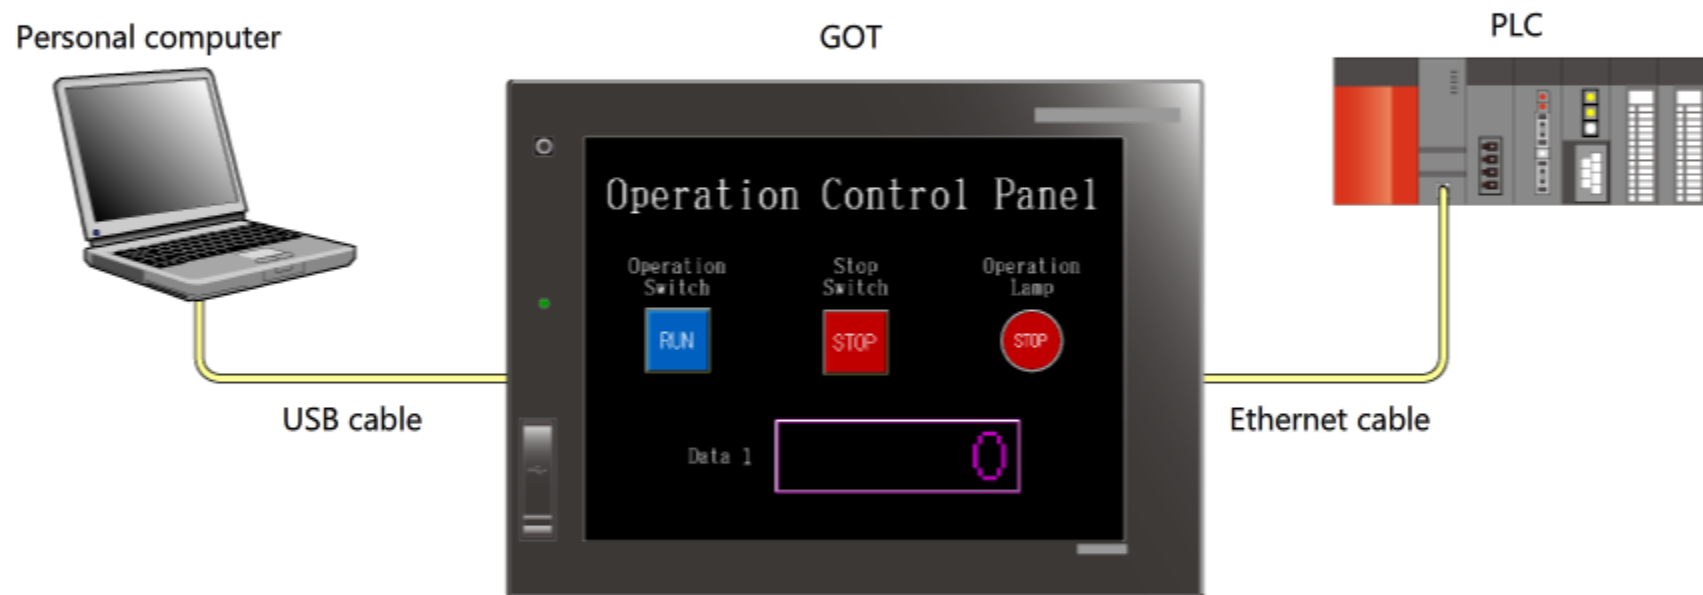 Personal computer
GOT
PLC
Operation Control Panel
Operation
Switch
Stop
Switch
Operation
Lamp
RUN
STOP
STOP
USB cable
Ethernet cable
Data 1
0